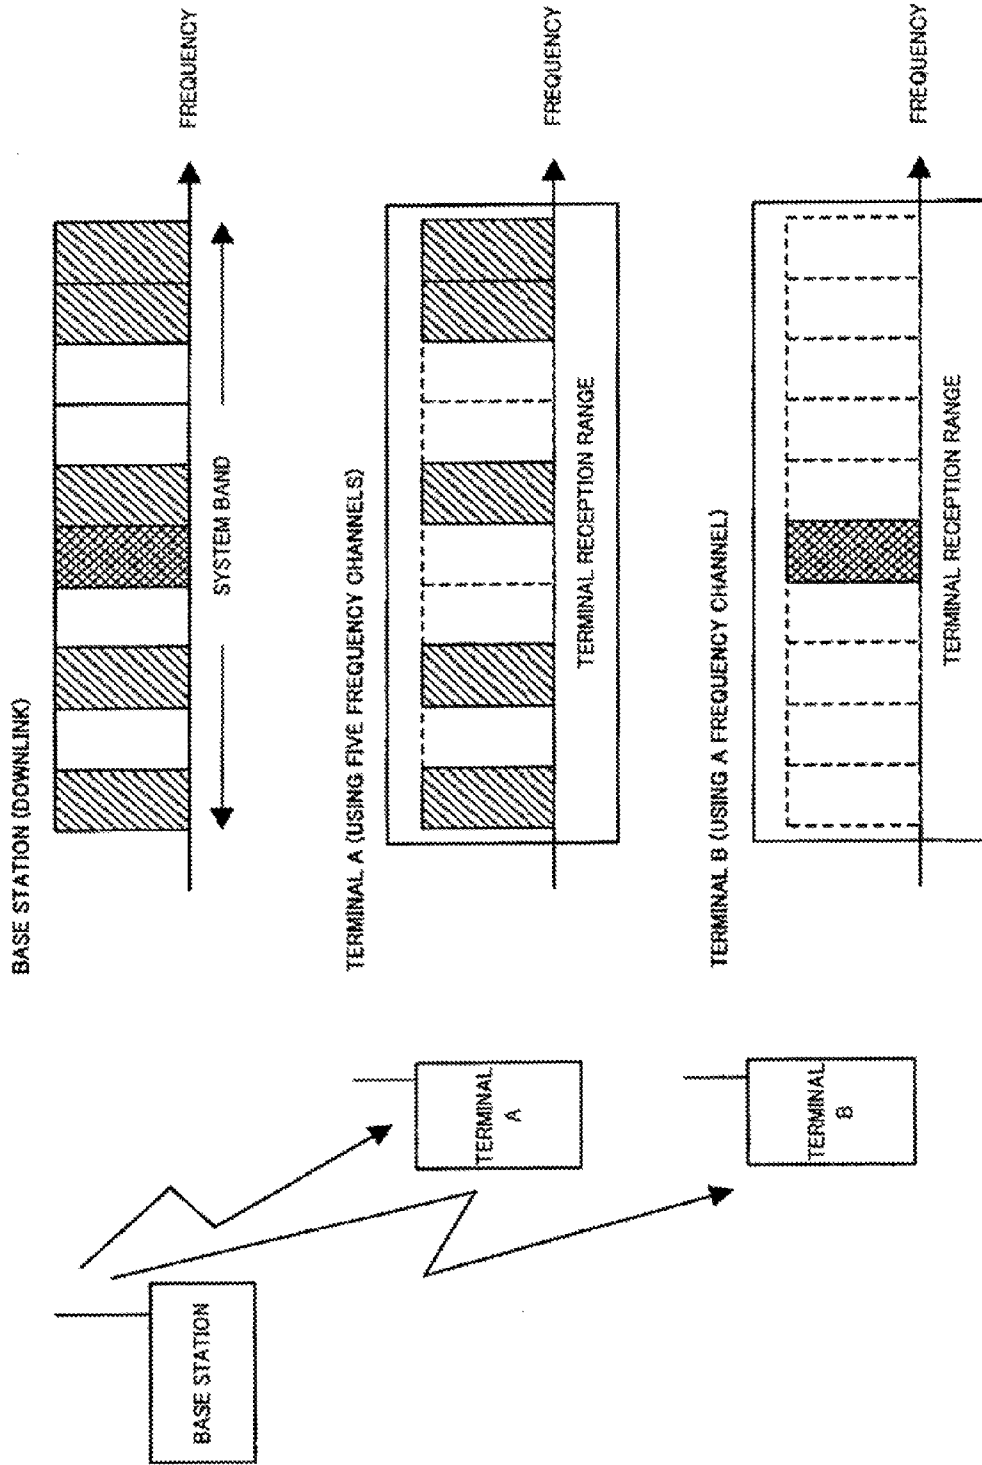 BASE STATION (DOWNLINK)
SYSTEM BAND
FREQUENCY
TERMINAL A (USING FIVE FREQUENCY CHANNELS)
TERMINAL RECEPTION RANGE
FREQUENCY
TERMINAL B (USING A FREQUENCY CHANNEL)
TERMINAL RECEPTION RANGE
FREQUENCY
BASE STATION
TERMINAL
A
TERMINAL
B